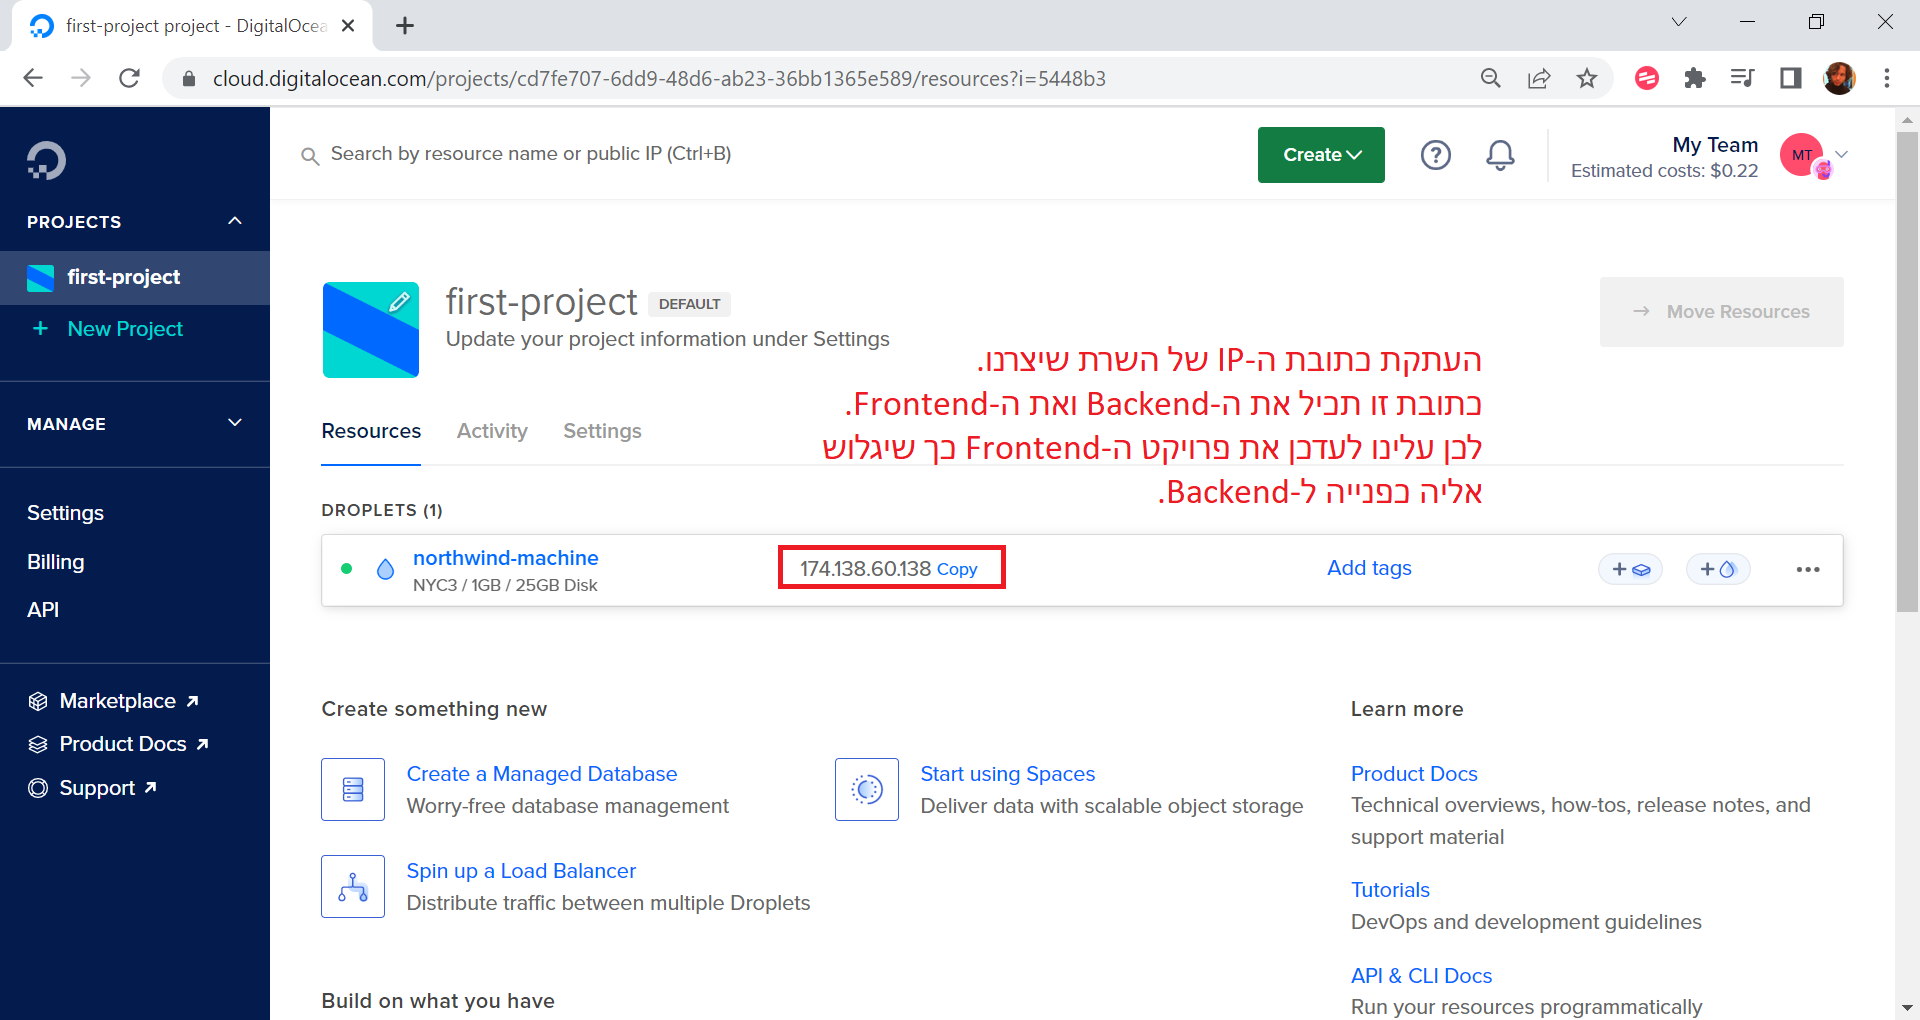 first-project project - DigitalOcea
cloud.digitalocean.com/projects/cd7fe707-6dd9-48d6-ab23-36bb1365e589/resources?i=5448b3
Search by resource name or public IP (Ctrl+B)
Create
My Team
Estimated costs: $0.22
MT
PROJECTS
first-project
New Project
MANAGE
Settings
Billing
API
Marketplace
Product Docs
Support
first-project DEFAULT
Update your project information under Settings
Move Resources
העתקת כתובת ה-IP של השרת שיצרנו.
כתובת זו תכיל את ה-Backend ואת ה-Frontend.
לכן עלינו לעדכן את פרויקט ה-Frontend כך שיגלוש
אליה כפנייה ל-Backend.
Resources Activity Settings
DROPLETS (1)
northwind-machine
NYC3 / 1GB / 25GB Disk
174.138.60.138 Copy
Add tags
Create something new
Create a Managed Database
Worry-free database management
Start using Spaces
Deliver data with scalable object storage
Spin up a Load Balancer
Distribute traffic between multiple Droplets
Learn more
Product Docs
Technical overviews, how-tos, release notes, and
support material
Tutorials
DevOps and development guidelines
API & CLI Docs
Run your resources programmatically
Build on what you have